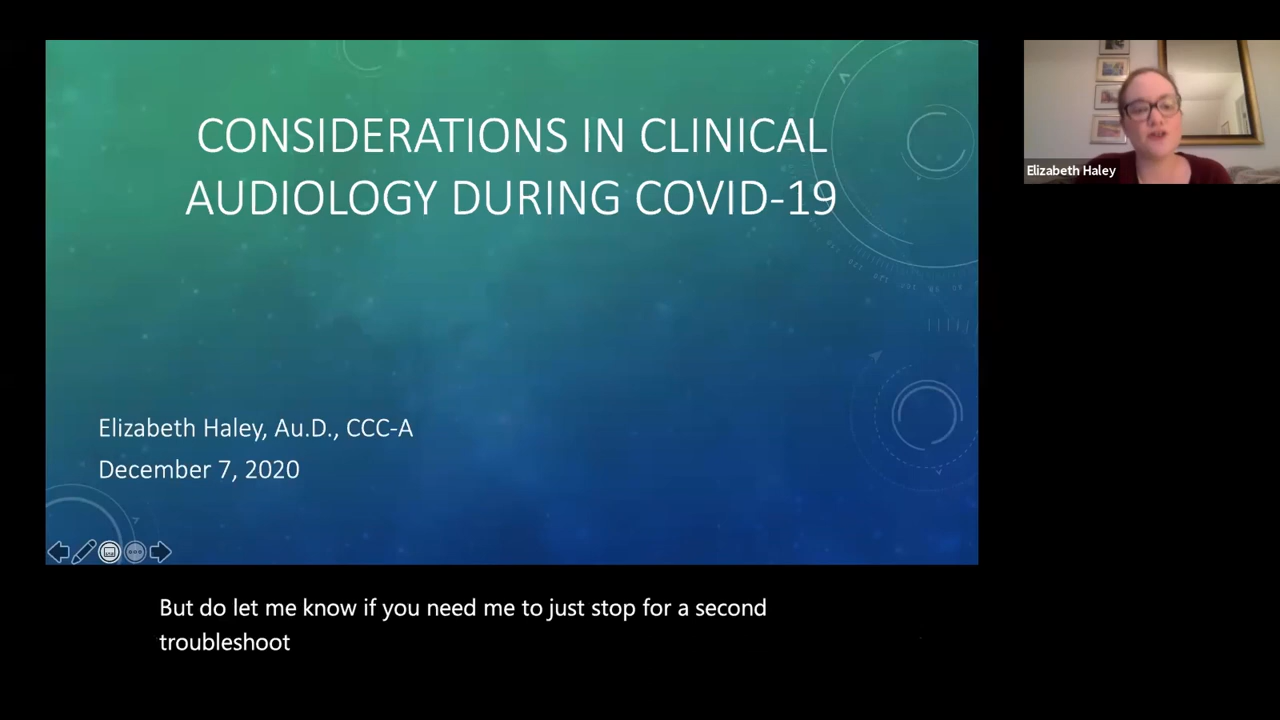 CONSIDERATIONS IN CLINICAL
AUDIOLOGY DURING COVID-19
Elizabeth Haley
Elizabeth Haley, Au.D., CCC-A
December 7, 2020
But do let me know if you need me to just stop for a second
troubleshoot